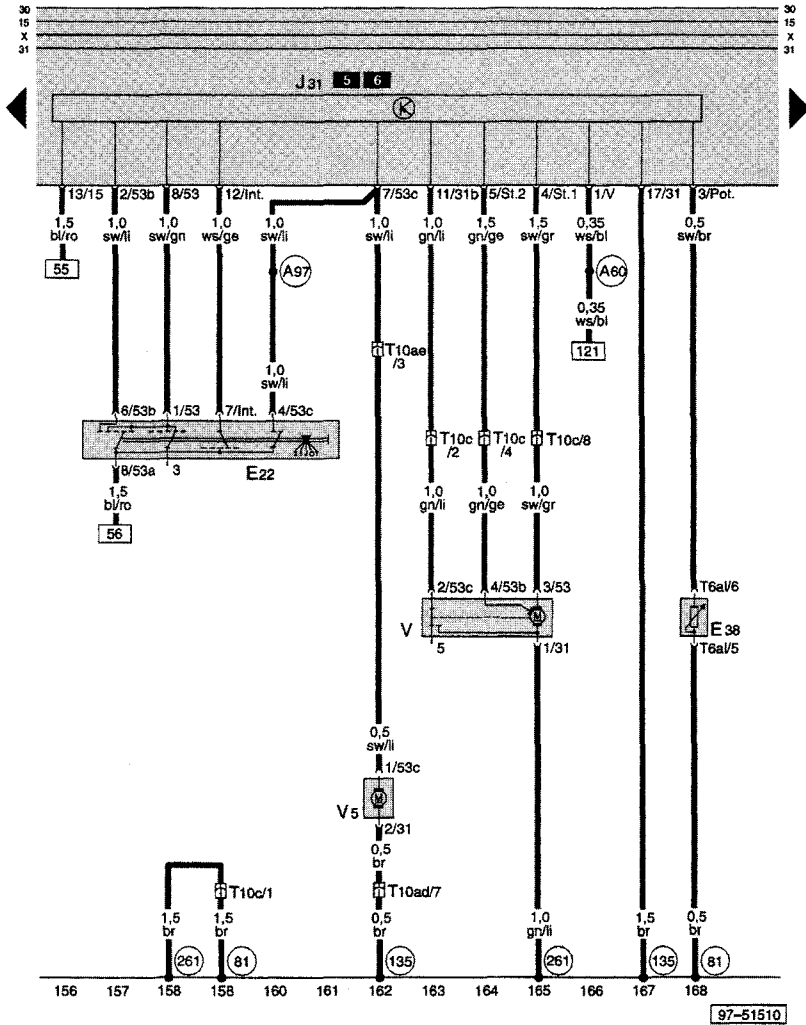 30 30
15 15
X X
31 31
J31 5 6
K
13/15 2/53b 8/53 12/Int. 7/53c 11/31b 5/St.2 4/St.1 1/V 17/31 3/Pot.
1,5 1,0 1,0 1,0 1,0 1,0 1,0 1,5 1,5 0,35 0,5
bl/ro sw/li sw/gn ws/ge sw/li sw/li gn/li gn/ge sw/gr ws/bl sw/br
55 A97 A60
0,35
ws/bl
T10ae
/3
121
1,0
sw/li
6/53b 1/53 7/Int. 4/53c
T10c
/2
T10c
/4
T10c/8
8/53a 3 E22
1,5
bl/ro
1,0 1,0 1,0
gn/li gn/ge sw/gr
56
2/53c 4/53b 3/53 T6al/6
V M E38
5 1/31 T6al/5
0,5
sw/li
1/53c
V5 M
2/31
0,5
br
T10c/1 T10ad/7
1,5 1,5 0,5 1,0 1,5 0,5
br br br gn/li br br
261 81 135 261 135 81
156 157 158 158 160 161 162 163 164 165 166 167 168
97-51510